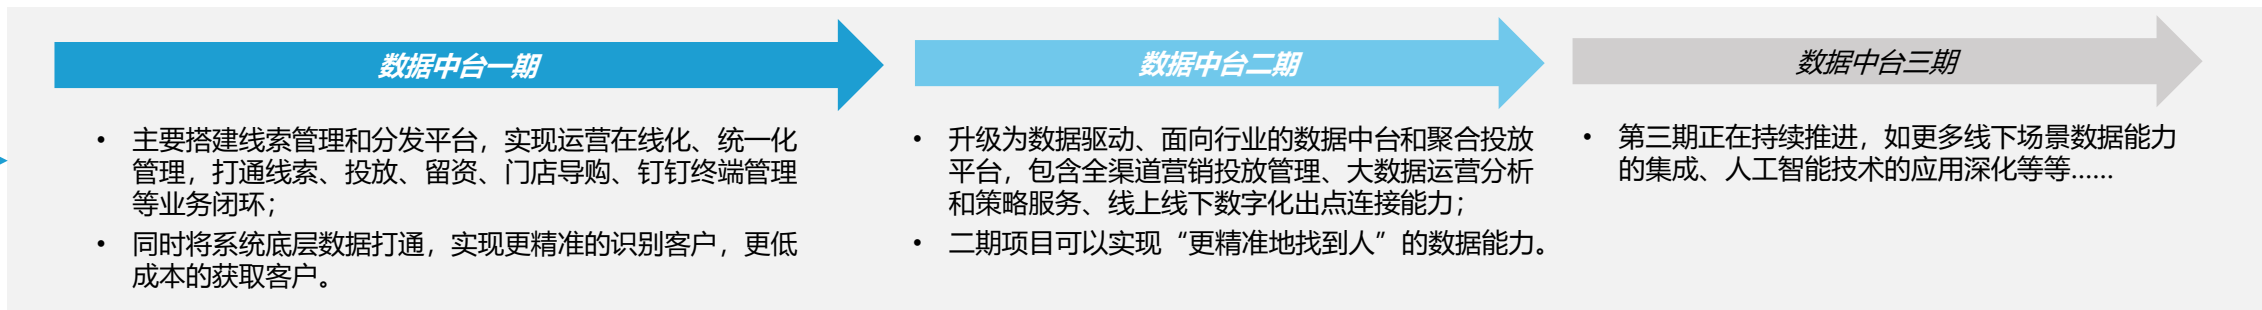 数据中台一期
• 主要搭建线索管理和分发平台，实现运营在线化、统一化
管理，打通线索、投放、留资、门店导购、钉钉终端管理
等业务闭环；
• 同时将系统底层数据打通，实现更精准的识别客户，更低
成本的获取客户。
数据中台二期
• 升级为数据驱动、面向行业的数据中台和聚合投放
平台，包含全渠道营销投放管理、大数据运营分析
和策略服务、线上线下数字化出点连接能力；
• 二期项目可以实现“更精准地找到人”的数据能力。
数据中台三期
• 第三期正在持续推进，如更多线下场景数据能力
的集成、人工智能技术的应用深化等等......